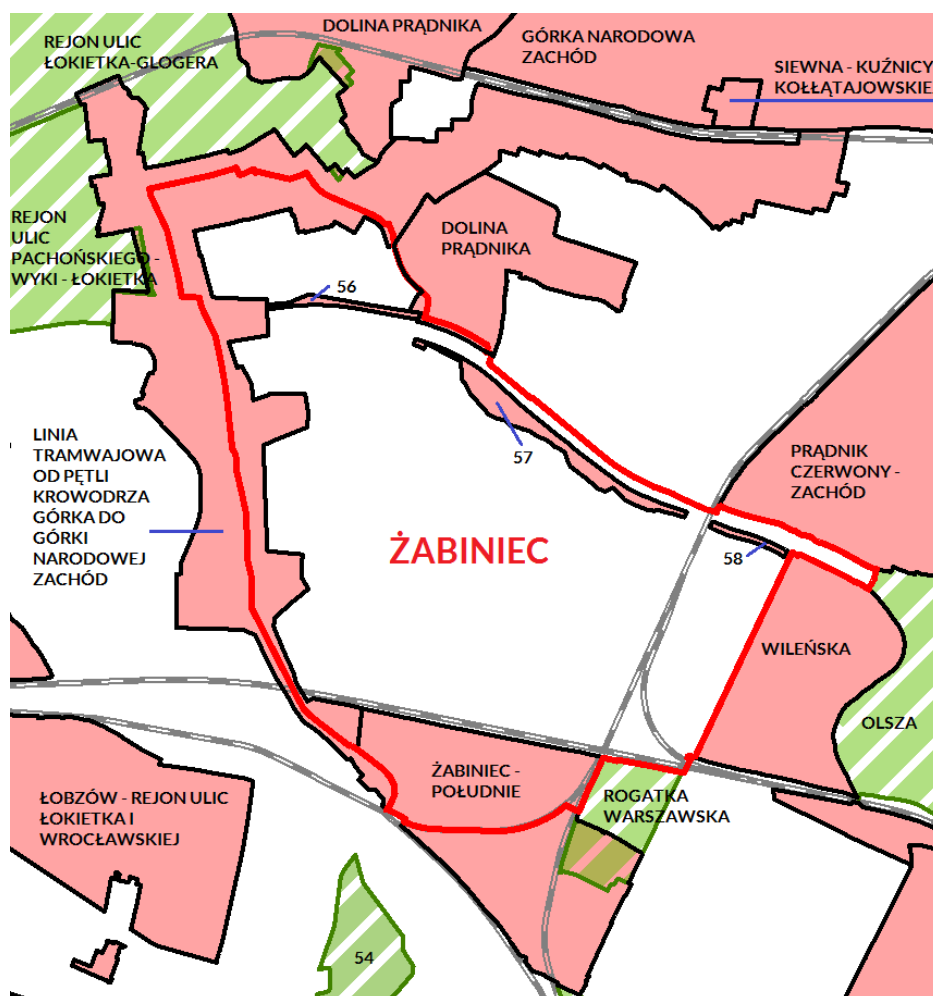 DOLINA PRĄDNIKA
REJON ULIC
ŁOKIETKA-GLOGERA
GÓRKA NARODOWA
ZACHÓD
SIEWNA - KUŹNICY
KOŁŁĄTAJOWSKIE
REJON
ULIC
PACHOŃSKIEGO -
WYKI - ŁOKIETKA
DOLINA
PRĄDNIKA
56
LINIA
TRAMWAJOWA
OD PĘTLI
KROWODRZA
GÓRKA DO
GÓRKI
NARODOWEJ
ZACHÓD
57
PRĄDNIK
CZERWONY -
ZACHÓD
ŻABINIEC
58
WILEŃSKA
OLSZA
ŻABINIEC -
POŁUDNIE
ROGATKA
WARSZAWSKA
ŁOBZÓW - REJON ULIC
ŁOKIETKA I
WROCŁAWSKIEJ
54